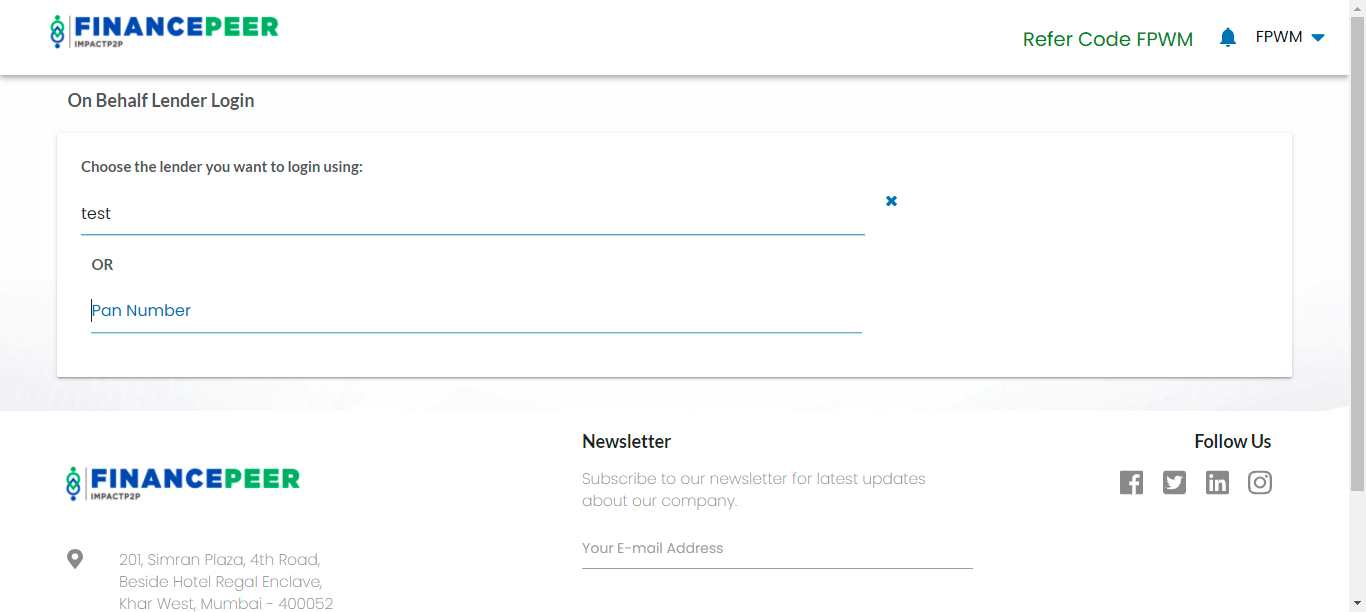 FINANCEPEER
IMPACTP2P
Refer Code FPWM
FPWM
On Behalf Lender Login
Choose the lender you want to login using:
test
OR
Pan Number
FINANCEPEER
IMPACTP2P
201, Simran Plaza, 4th Road,
Beside Hotel Regal Enclave,
Khar West, Mumbai - 400052
Newsletter
Subscribe to our newsletter for latest updates
about our company.
Your E-mail Address
Follow Us